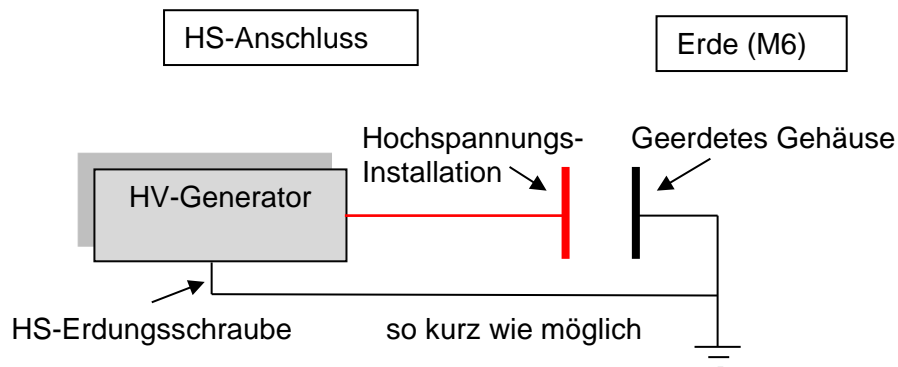 HS-Anschluss
Erde (M6)
Hochspannungs-
Installation
Geerdetes Gehäuse
HV-Generator
HS-Erdungsschraube
so kurz wie möglich